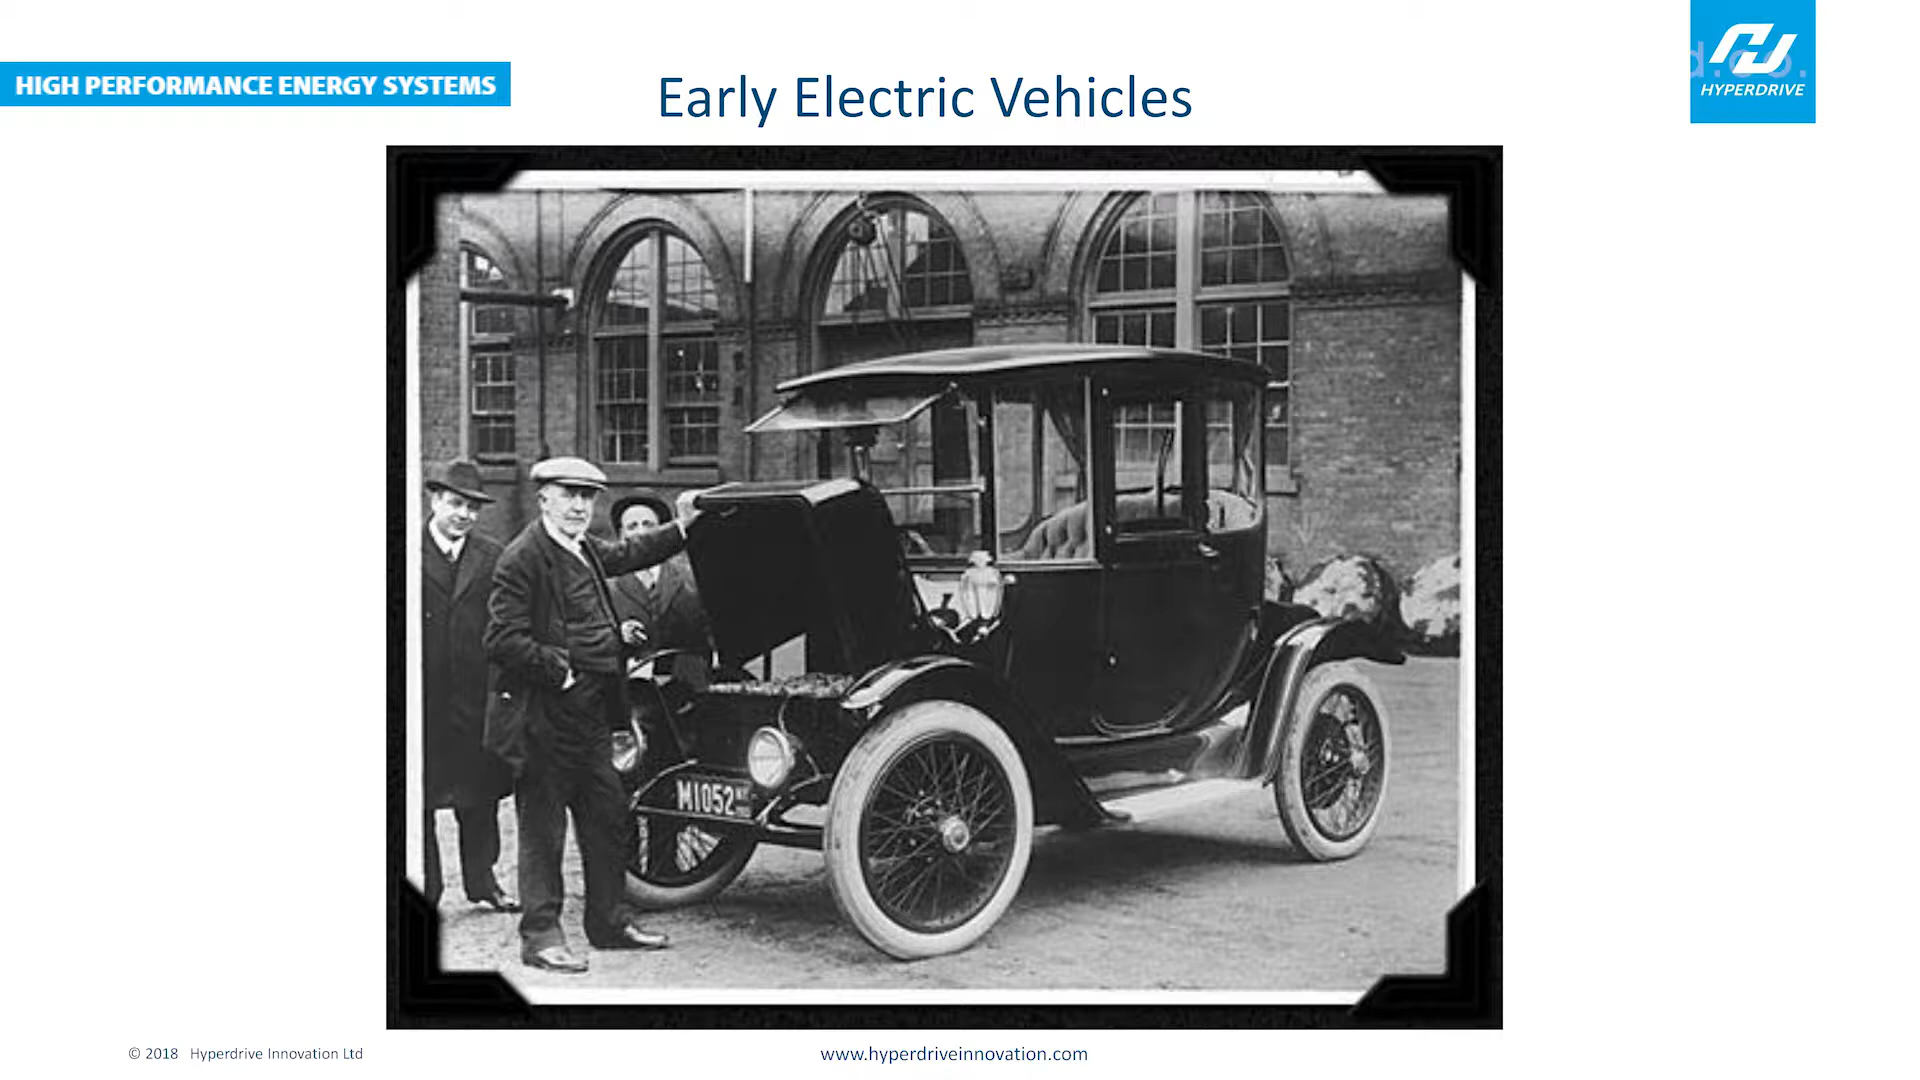 HIGH PERFORMANCE ENERGY SYSTEMS
Early Electric Vehicles
HYPERDRIVE
M1052
© 2018 Hyperdrive Innovation Ltd
www.hyperdriveinnovation.com